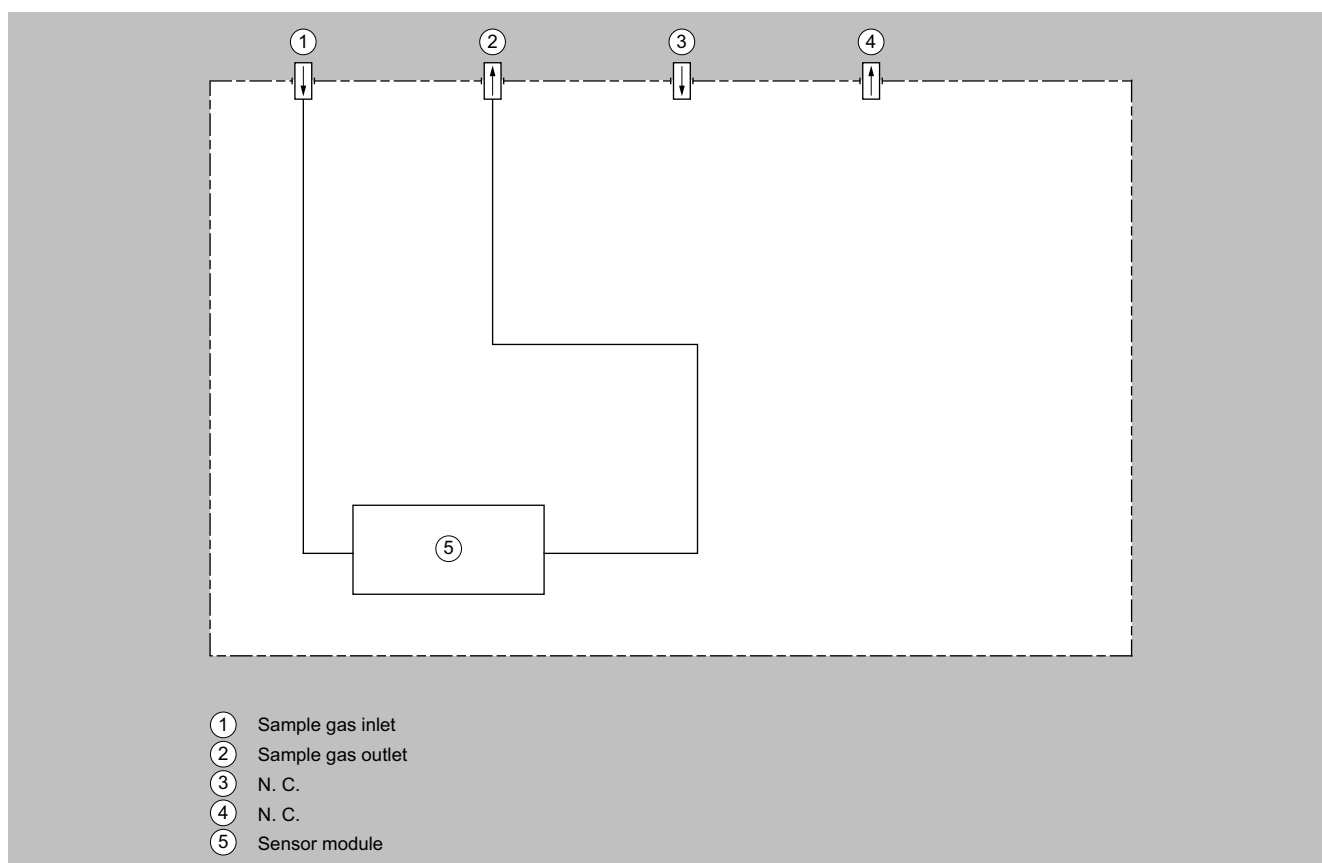 1 2 3 4
5
1 Sample gas inlet
2 Sample gas outlet
3 N. C.
4 N. C.
5 Sensor module